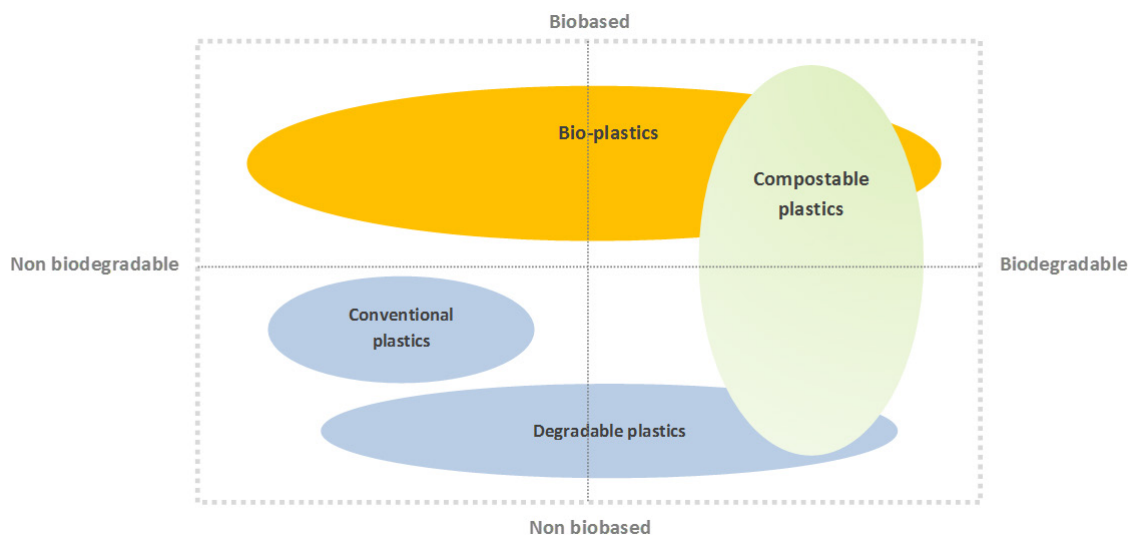 Biobased
Bio-plastics
Compostable
plastics
Non biodegradable
Biodegradable
Conventional
plastics
Degradable plastics
Non biobased